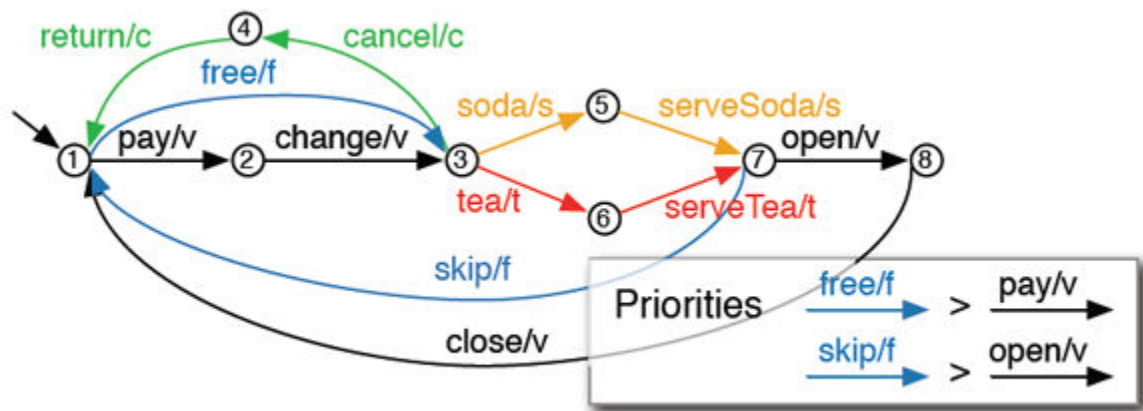 ④
return/c
cancel/c
free/f
soda/s
⑤
serveSoda/s
pay/v
change/v
open/v
①
②
③
⑦
⑧
tea/t
⑥
serveTea/t
skip/f
close/v
Priorities
free/f > pay/v
skip/f > open/v